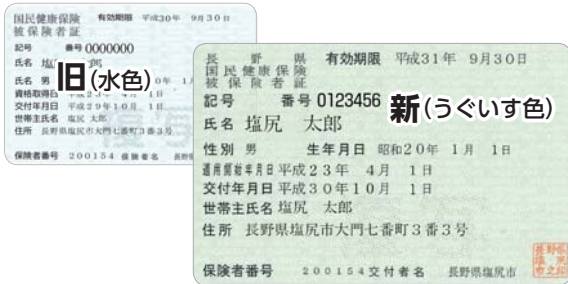 国民健康保険 有効期限 平成30年 9月30日
被保険者証
記号 番号 0000000
氏名
氏名 男
資格取得日
交付年月日 平成29年10月 1日
世帯主氏名 塩尻 太郎
住所 長野県塩尻市大門七番町3番3号
保険者番号 200154 保険者名
旧(水色)
長野県 有効期限 平成31年 9月30日
国民健康保険
被保険者証
記号 番号 0123456
氏名 塩尻 太郎
性別 男 生年月日 昭和20年 1月 1日
適用開始年月日 平成23年 4月 1日
交付年月日 平成30年10月 1日
世帯主氏名 塩尻 太郎
住所 長野県塩尻市大門七番町3番3号
保険者番号 200154 交付者名 長野県塩尻市
新(うぐいす色)